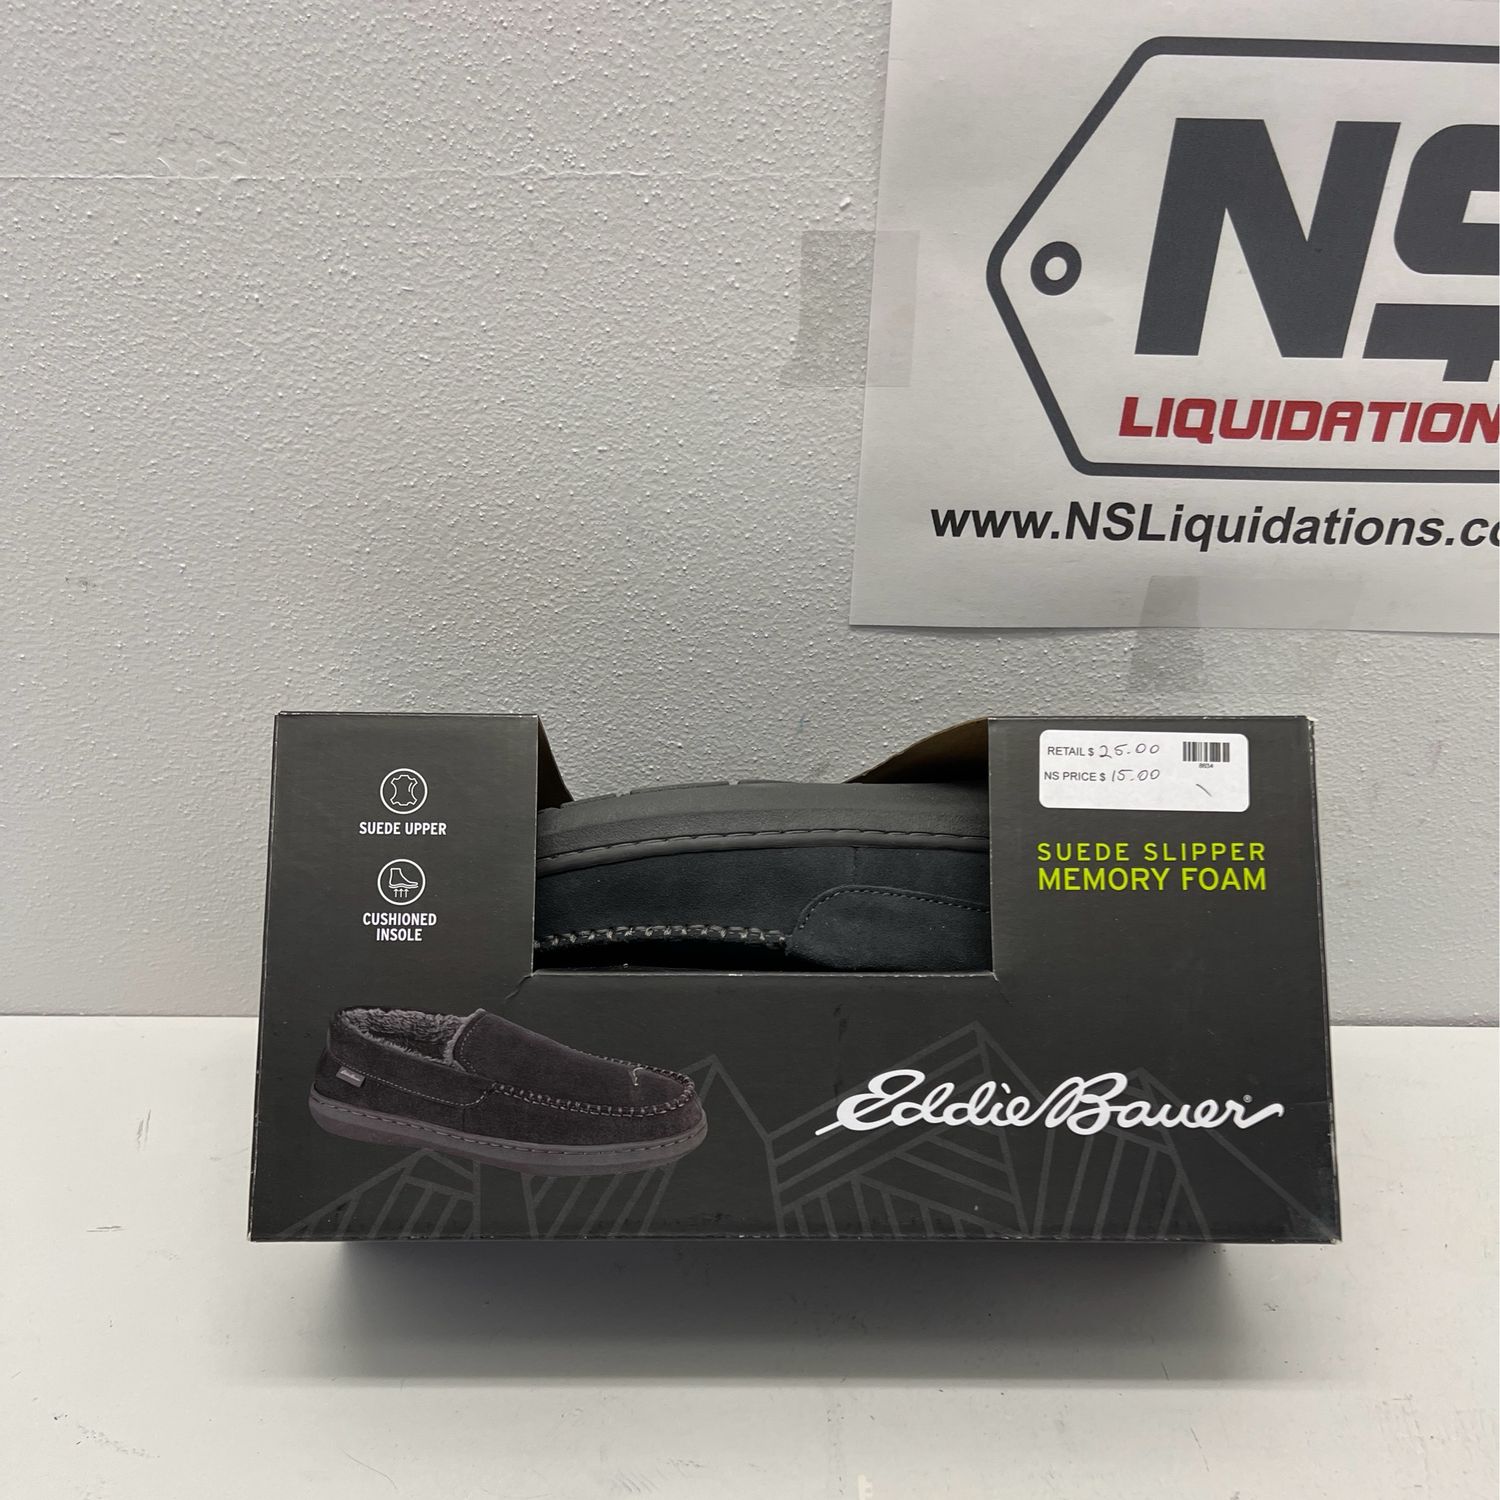 NS
LIQUIDATION
www.NSLiquidations.co
RETAIL $ 25.00
NS PRICE $ 15.00
SUEDE UPPER
CUSHIONED
INSOLE
SUEDE SLIPPER
MEMORY FOAM
Eddie Bauer®